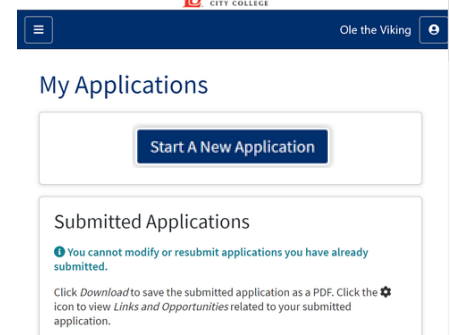 CITY COLLEGE
Ole the Viking
My Applications
Start A New Application
Submitted Applications
You cannot modify or resubmit applications you have already
submitted.
Click Download to save the submitted application as a PDF. Click the
icon to view Links and Opportunities related to your submitted
application.